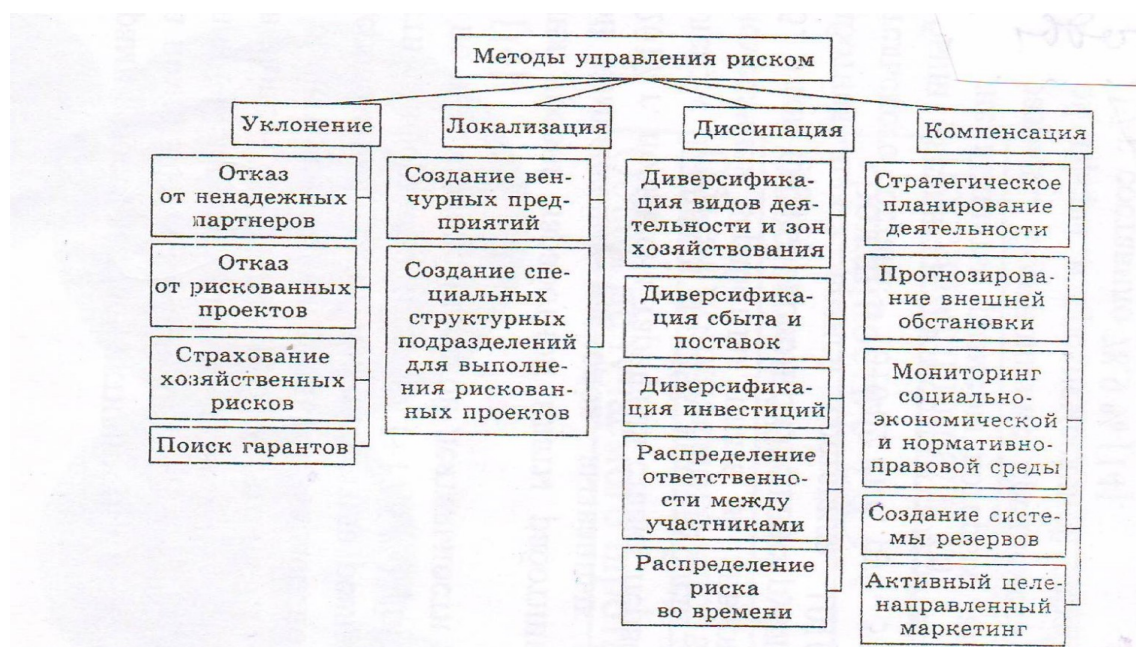 Методы управления риском
Уклонение
Отказ
от ненадежных
партнеров
Отказ
от рискованных
проектов
Страхование
хозяйственных
рисков
Поиск гарантов
Локализация
Создание вен-
чурных пред-
приятий
Создание спе-
циальных
структурных
подразделений
для выполне-
ния рискован-
ных проектов
Диссипация
Диверсифика-
ция видов дея-
тельности и зон
хозяйствования
Диверсифика-
ция сбыта и
поставок
Диверсифика-
ция инвестиций
Распределение
ответственно-
сти между
участниками
Распределение
риска
во времени
Компенсация
Стратегическое
планирование
деятельности
Прогнозирова-
ние внешней
обстановки
Мониторинг
социально-
экономической
и нормативно-
правовой среды
Создание систе-
мы резервов
Активный целе-
направленный
маркетинг